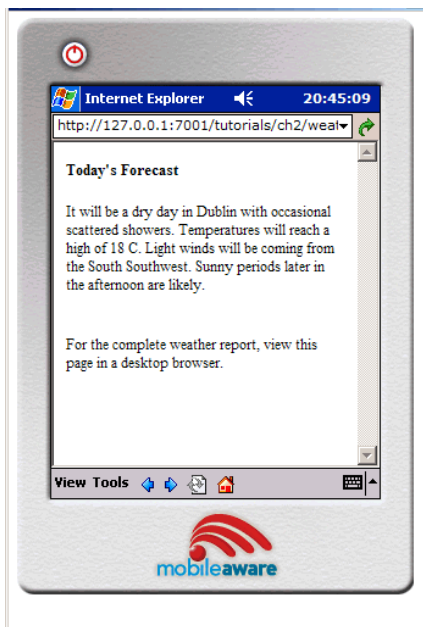 Internet Explorer 20:45:09
http://127.0.0.1:7001/tutorials/ch2/weat
Today's Forecast
It will be a dry day in Dublin with occasional
scattered showers. Temperatures will reach a
high of 18 C. Light winds will be coming from
the South Southwest. Sunny periods later in
the afternoon are likely.
For the complete weather report, view this
page in a desktop browser.
View Tools
mobileaware